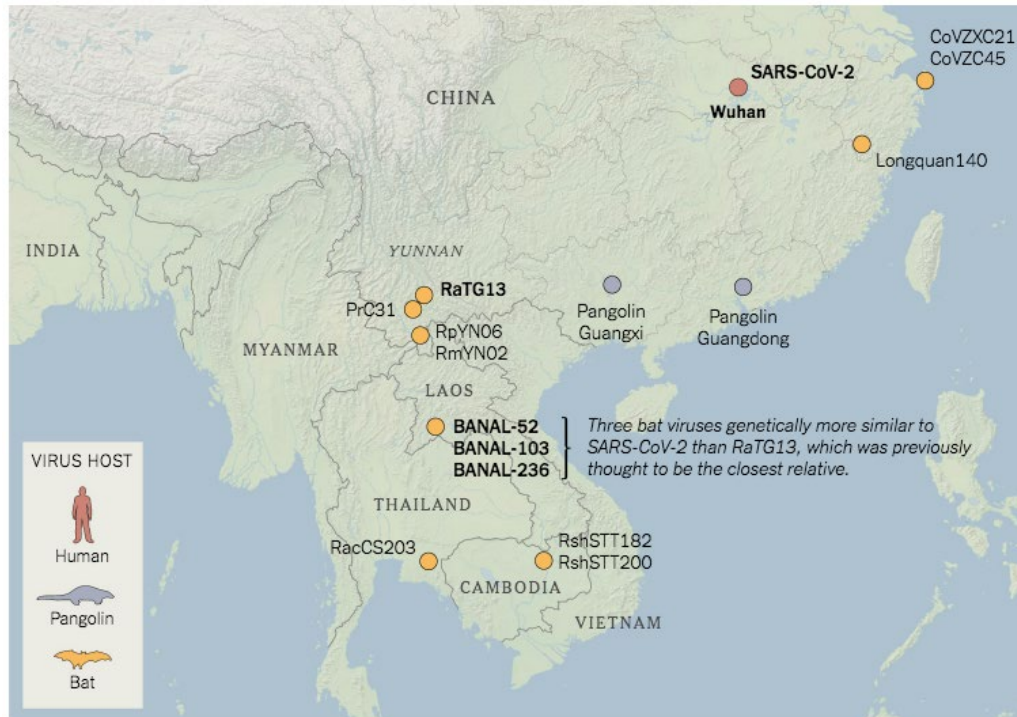 CoVZXC21
CoVZC45
SARS-CoV-2
CHINA
Wuhan
Longquan140
INDIA
YUNNAN
RaTG13
PrC31
Pangolin
Guangxi
Pangolin
Guangdong
RpYN06
RmYN02
MYANMAR
LAOS
BANAL-52
BANAL-103
BANAL-236
Three bat viruses genetically more similar to
SARS-CoV-2 than RaTG13, which was previously
thought to be the closest relative.
VIRUS HOST
Human
Pangolin
Bat
THAILAND
RacCS203
RshSTT182
RshSTT200
CAMBODIA
VIETNAM